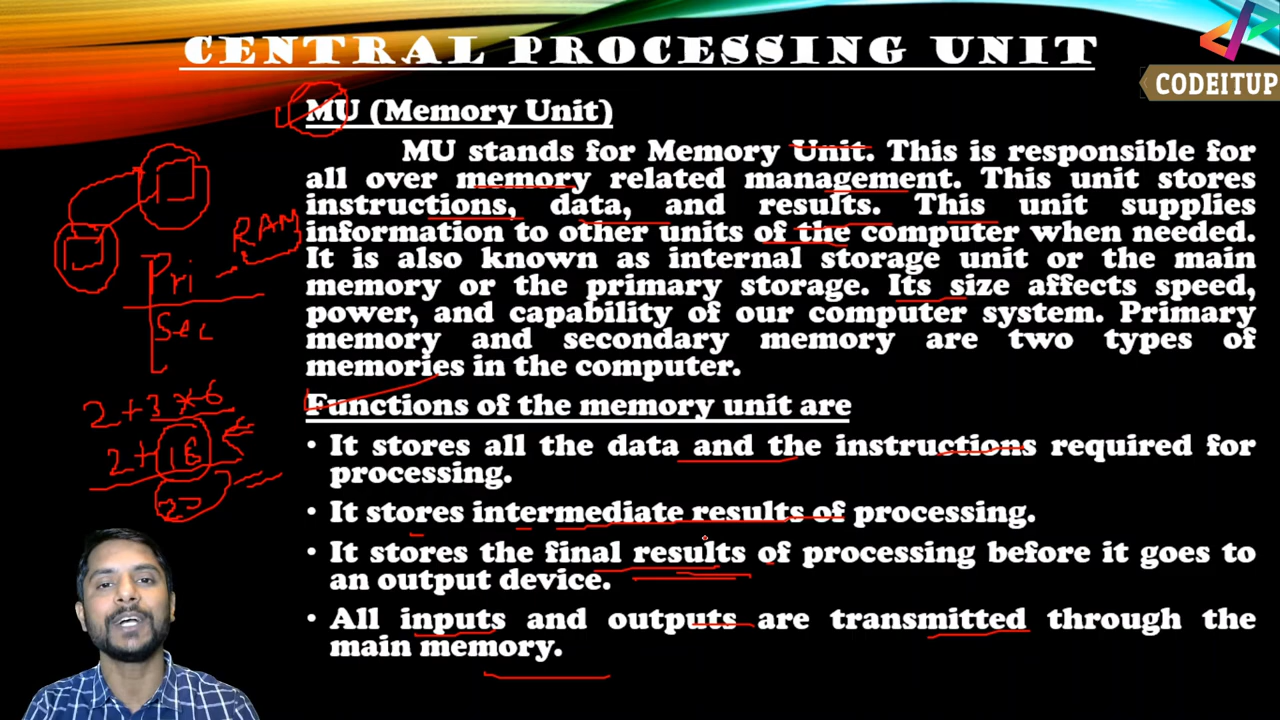 CENTRAL PROCESSING UNIT
CODEITUP
MU (Memory Unit)
MU stands for Memory Unit. This is responsible for
all over memory related management. This unit stores
instructions, data, and results. This unit supplies
information to other units of the computer when needed.
It is also known as internal storage unit or the main
memory or the primary storage. Its size affects speed,
power, and capability of our computer system. Primary
memory and secondary memory are two types of
memories in the computer.
RAM
Pri
Sec
2+3*6
2+18
20
Functions of the memory unit are
• It stores all the data and the instructions required for
processing.
• It stores intermediate results of processing.
• It stores the final results of processing before it goes to
an output device.
• All inputs and outputs are transmitted through the
main memory.